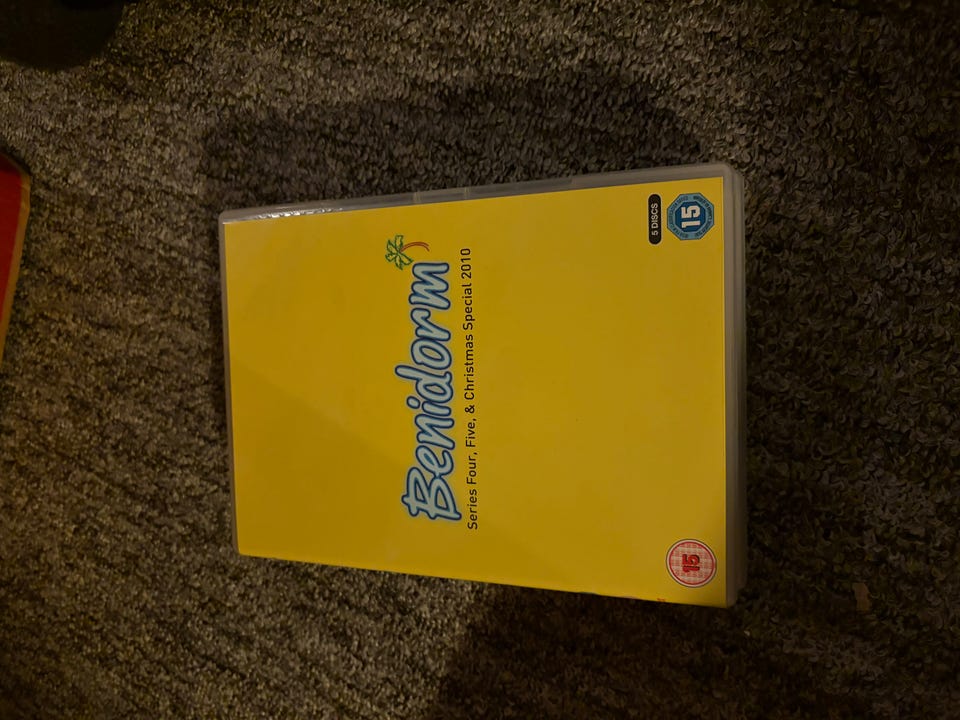 Benidorm
Series Four, Five, & Christmas Special 2010
15
5 DISCS
15